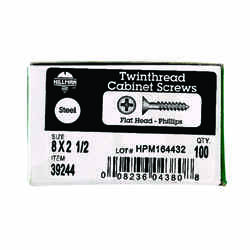 HILLMAN
Twinthread
Cabinet Screws
Steel
Flat Head - Phillips
SIZE
8 X 2 1/2
LOT# HPM164432
QTY.
100
ITEM
39244
0 08236 04380 8